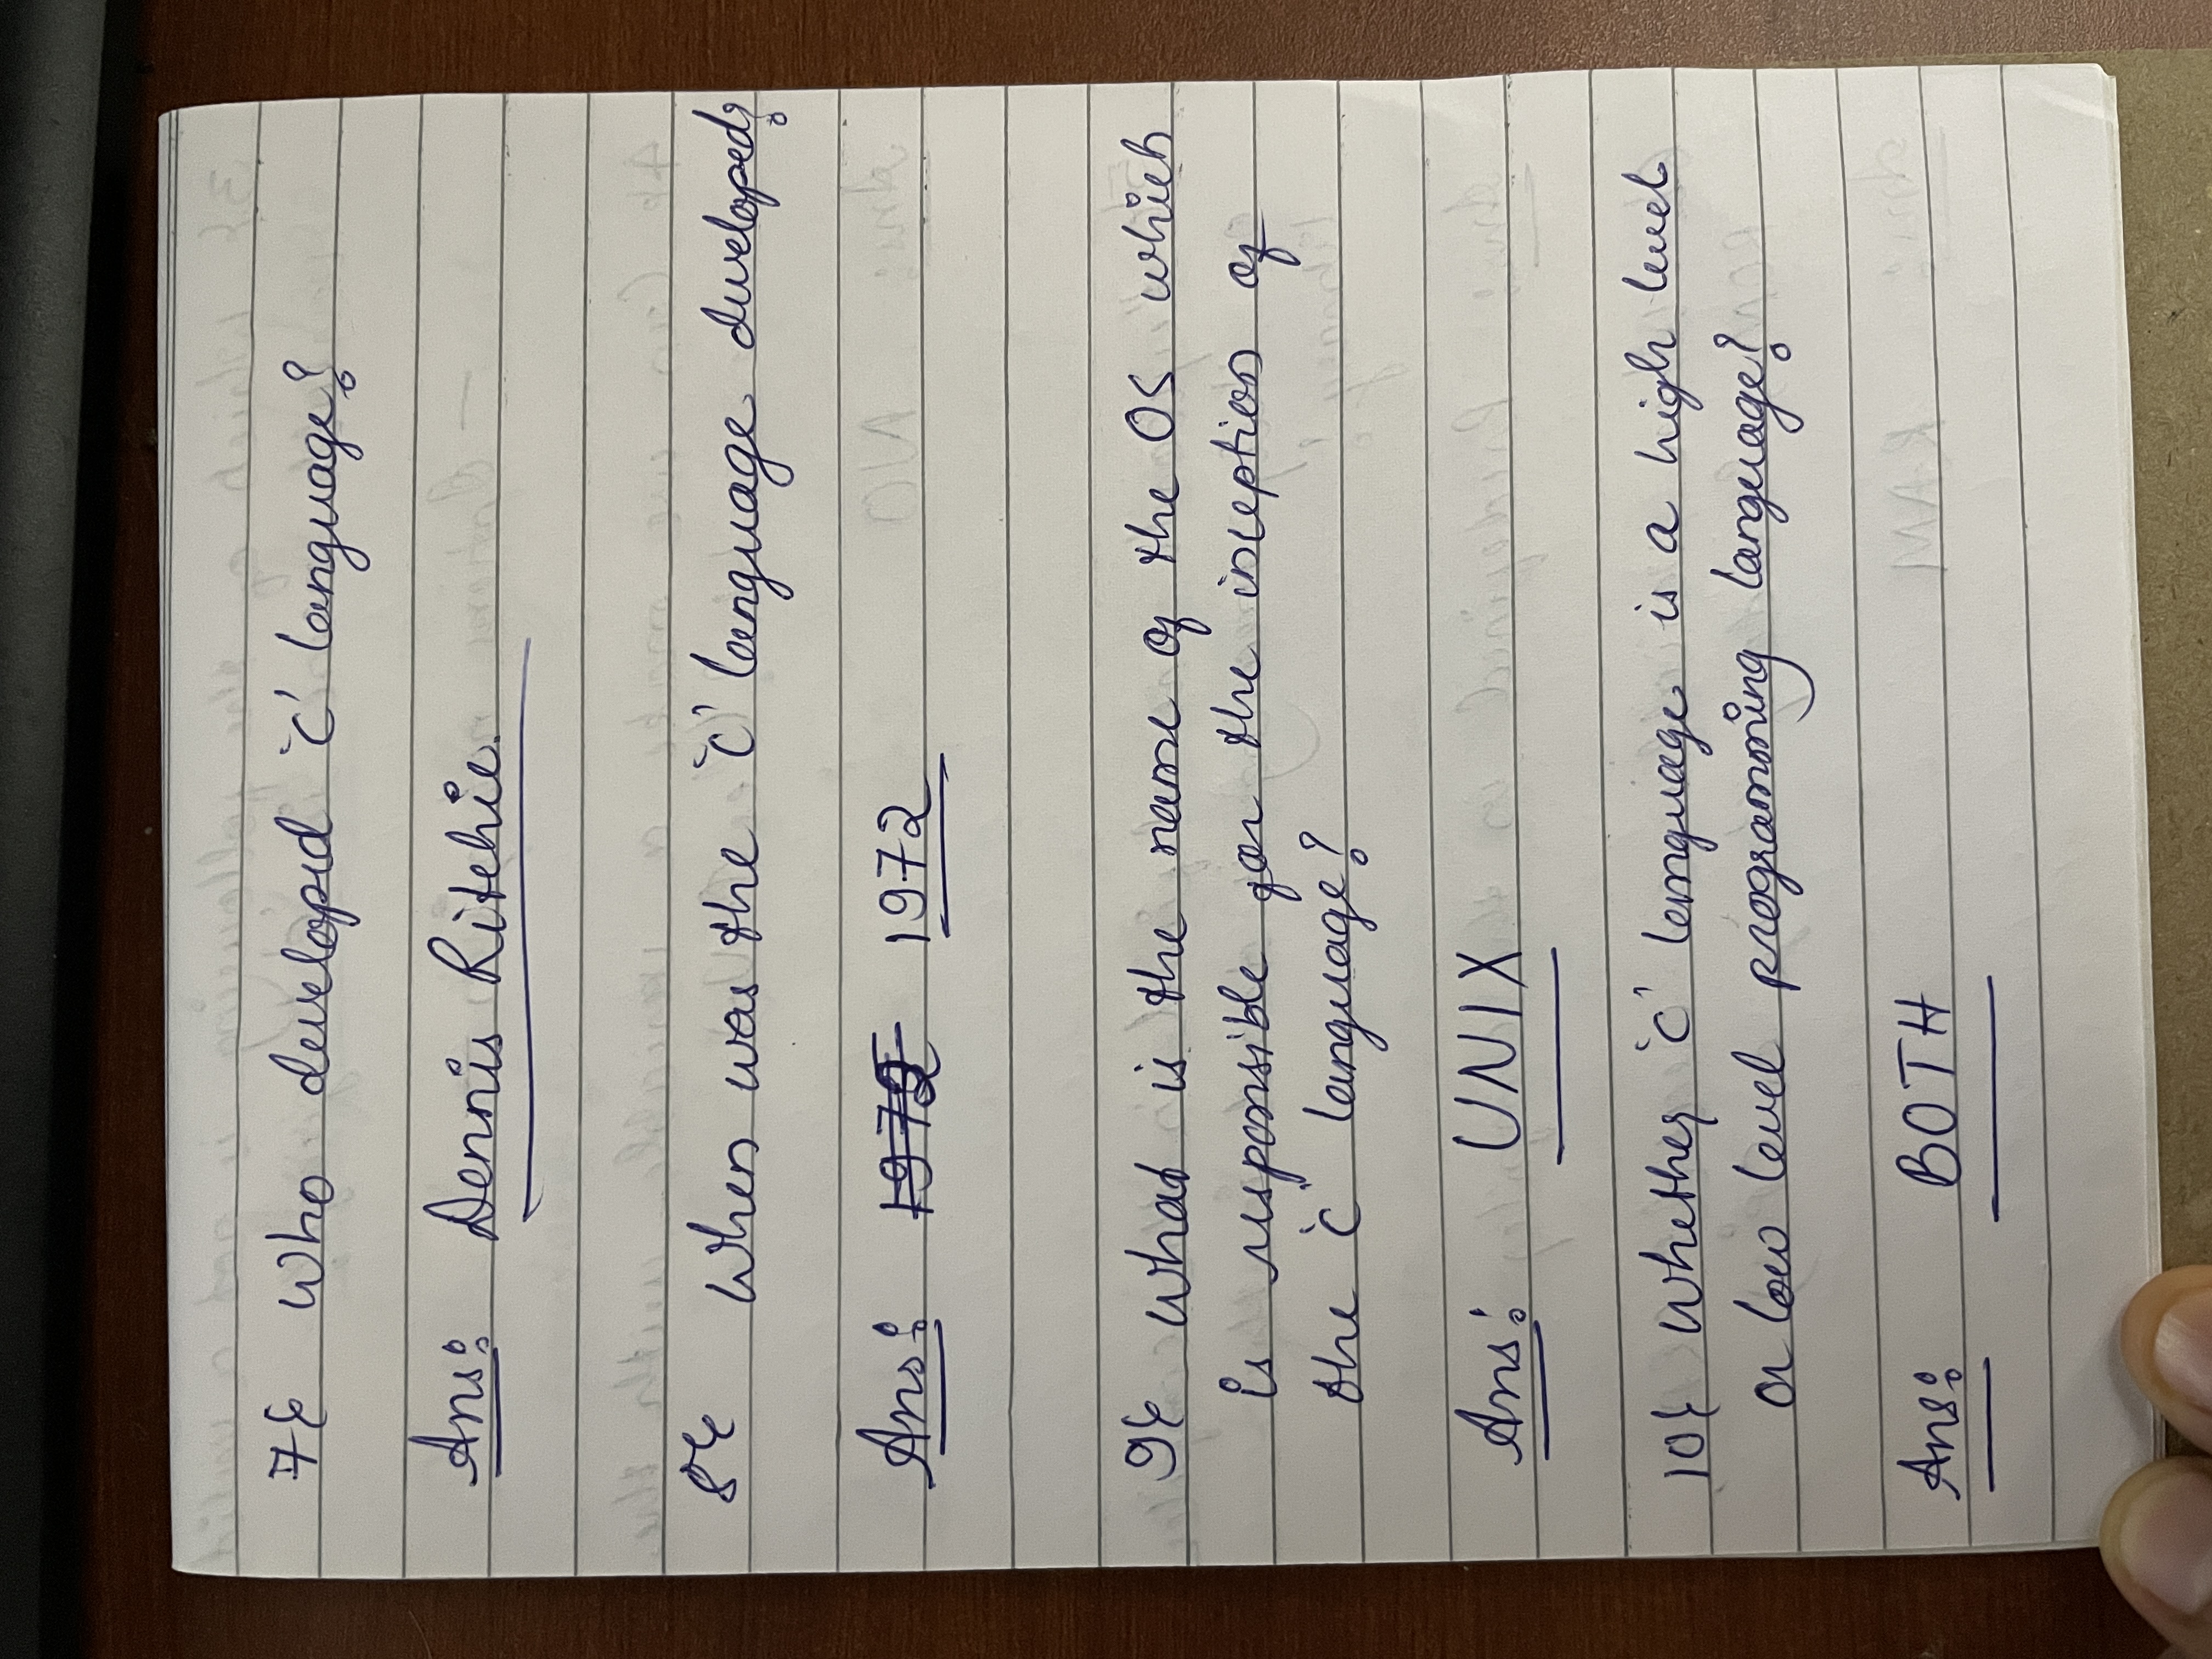 7} Who developed 'C' language?
Ans: Dennis Ritchie.
8} When was the 'C' language developed?
Ans: 1972 1972
9} What is the name of the OS which
is responsible for the inception of
the 'C' language?
Ans: UNIX
10} Whether 'C' language is a high level
or low level programming language?
Ans: BOTH